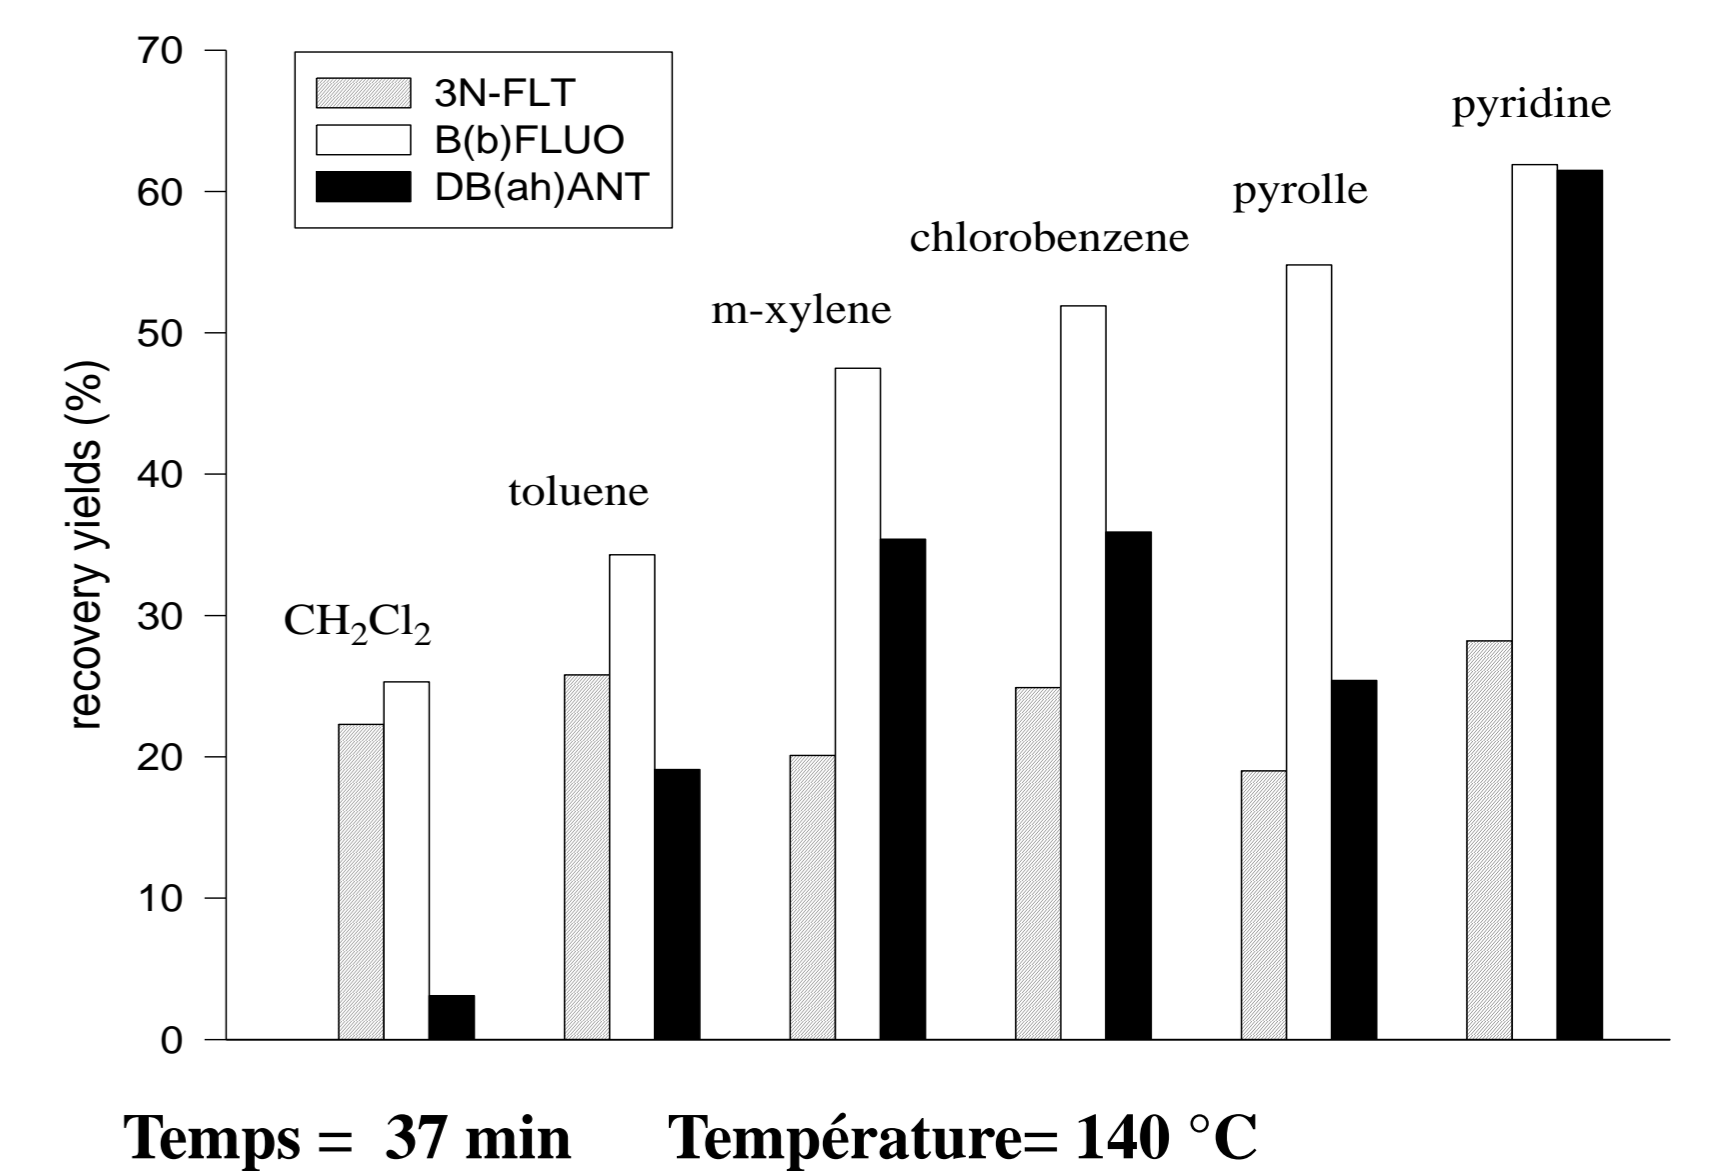 70
60
50
40
30
20
10
0
recovery yields (%)
3N-FLT
B(b)FLUO
DB(ah)ANT
CH₂Cl₂
toluene
m-xylene
chlorobenzene
pyrolle
pyridine
Temps = 37 min Température= 140 °C